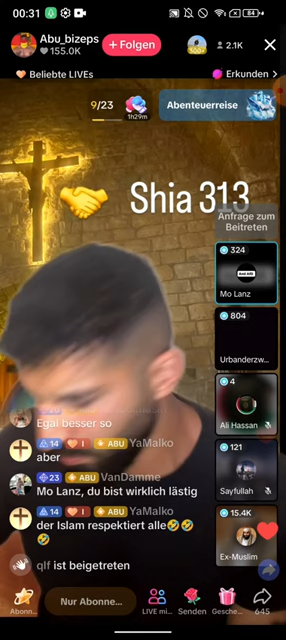 00:31
84
Abu_bizeps
155.0K
+ Folgen
2.1K
Beliebte LIVEs
Erkunden >
9/23
1h29m
Abenteuerreise
Shia 313
Anfrage zum
Beitreten
324
Mo Lanz
804
Urbanderzw...
4
Ali Hassan
121
Sayfullah
15.4K
Ex-Muslim
Egal besser so
14 I ABU YaMalko
aber
23 ABU VanDamme
Mo Lanz, du bist wirklich lästig
14 I ABU YaMalko
der Islam respektiert alle🤣🤣
🤣
qlf ist beigetreten
Abonn...
Nur Abonne...
LIVE mi...
Senden
Gesche...
645